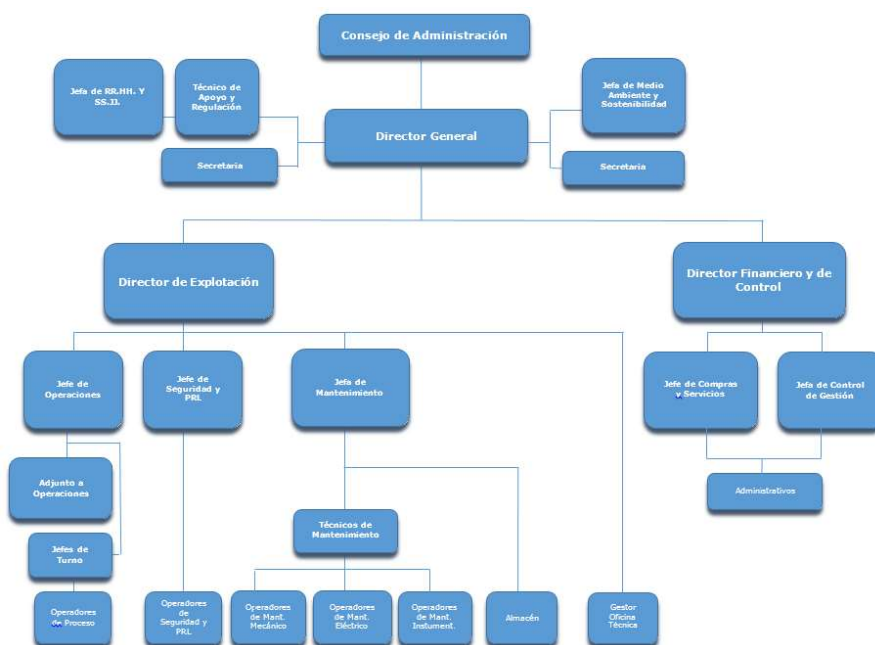 Consejo de Administración
Jefa de RR.HH. Y
SS.II.
Técnico de
Apoyo y
Regulación
Jefa de Medio
Ambiente y
Sostenibilidad
Director General
Secretaria
Secretaria
Director de Explotación
Director Financiero y de
Control
Jefe de
Operaciones
Jefe de
Seguridad y
PRL
Jefa de
Mantenimiento
Jefe de Compras
y Servicios
Jefa de Control
de Gestión
Adjunto a
Operaciones
Administrativos
Técnicos de
Mantenimiento
Jefes de
Turno
Operadores
de Proceso
Operadores
de
Seguridad y
PRL
Operadores
de Mant.
Mecánico
Operadores
de Mant.
Eléctrico
Operadores
de Mant.
Instument.
Almacén
Gestor
Oficina
Técnica